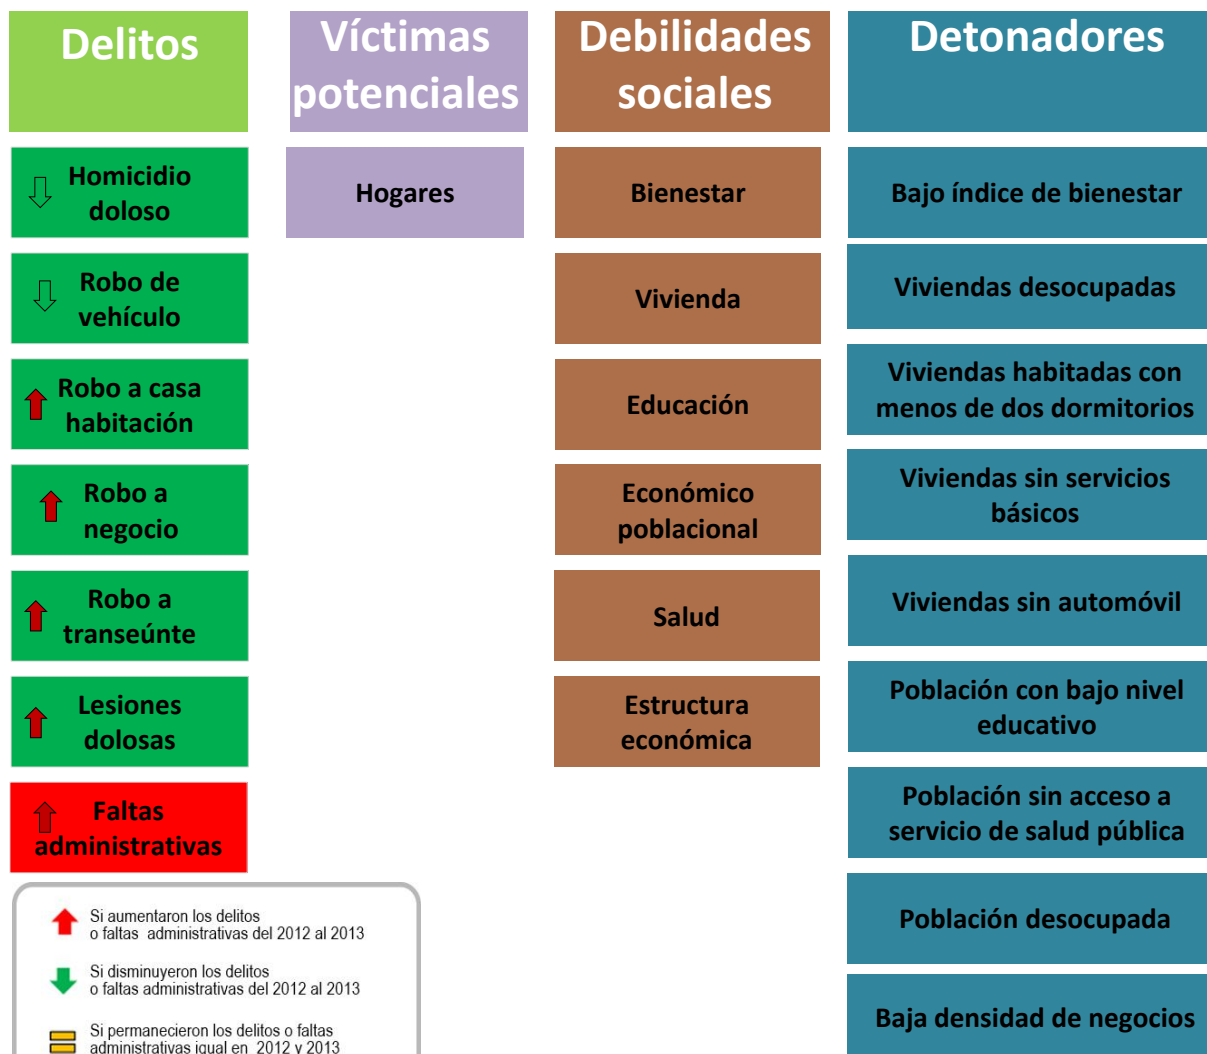 Delitos
Víctimas
potenciales
Debilidades
sociales
Detonadores
Homicidio
doloso
Robo de
vehículo
Robo a casa
habitación
Robo a
negocio
Robo a
transeúnte
Lesiones
dolosas
Faltas
administrativas
Hogares
Bienestar
Vivienda
Educación
Económico
poblacional
Salud
Estructura
económica
Bajo índice de bienestar
Viviendas desocupadas
Viviendas habitadas con
menos de dos dormitorios
Viviendas sin servicios
básicos
Viviendas sin automóvil
Población con bajo nivel
educativo
Población sin acceso a
servicio de salud pública
Población desocupada
Baja densidad de negocios
Si aumentaron los delitos
o faltas administrativas del 2012 al 2013
Si disminuyeron los delitos
o faltas administrativas del 2012 al 2013
Si permanecieron los delitos o faltas
administrativas igual en 2012 y 2013